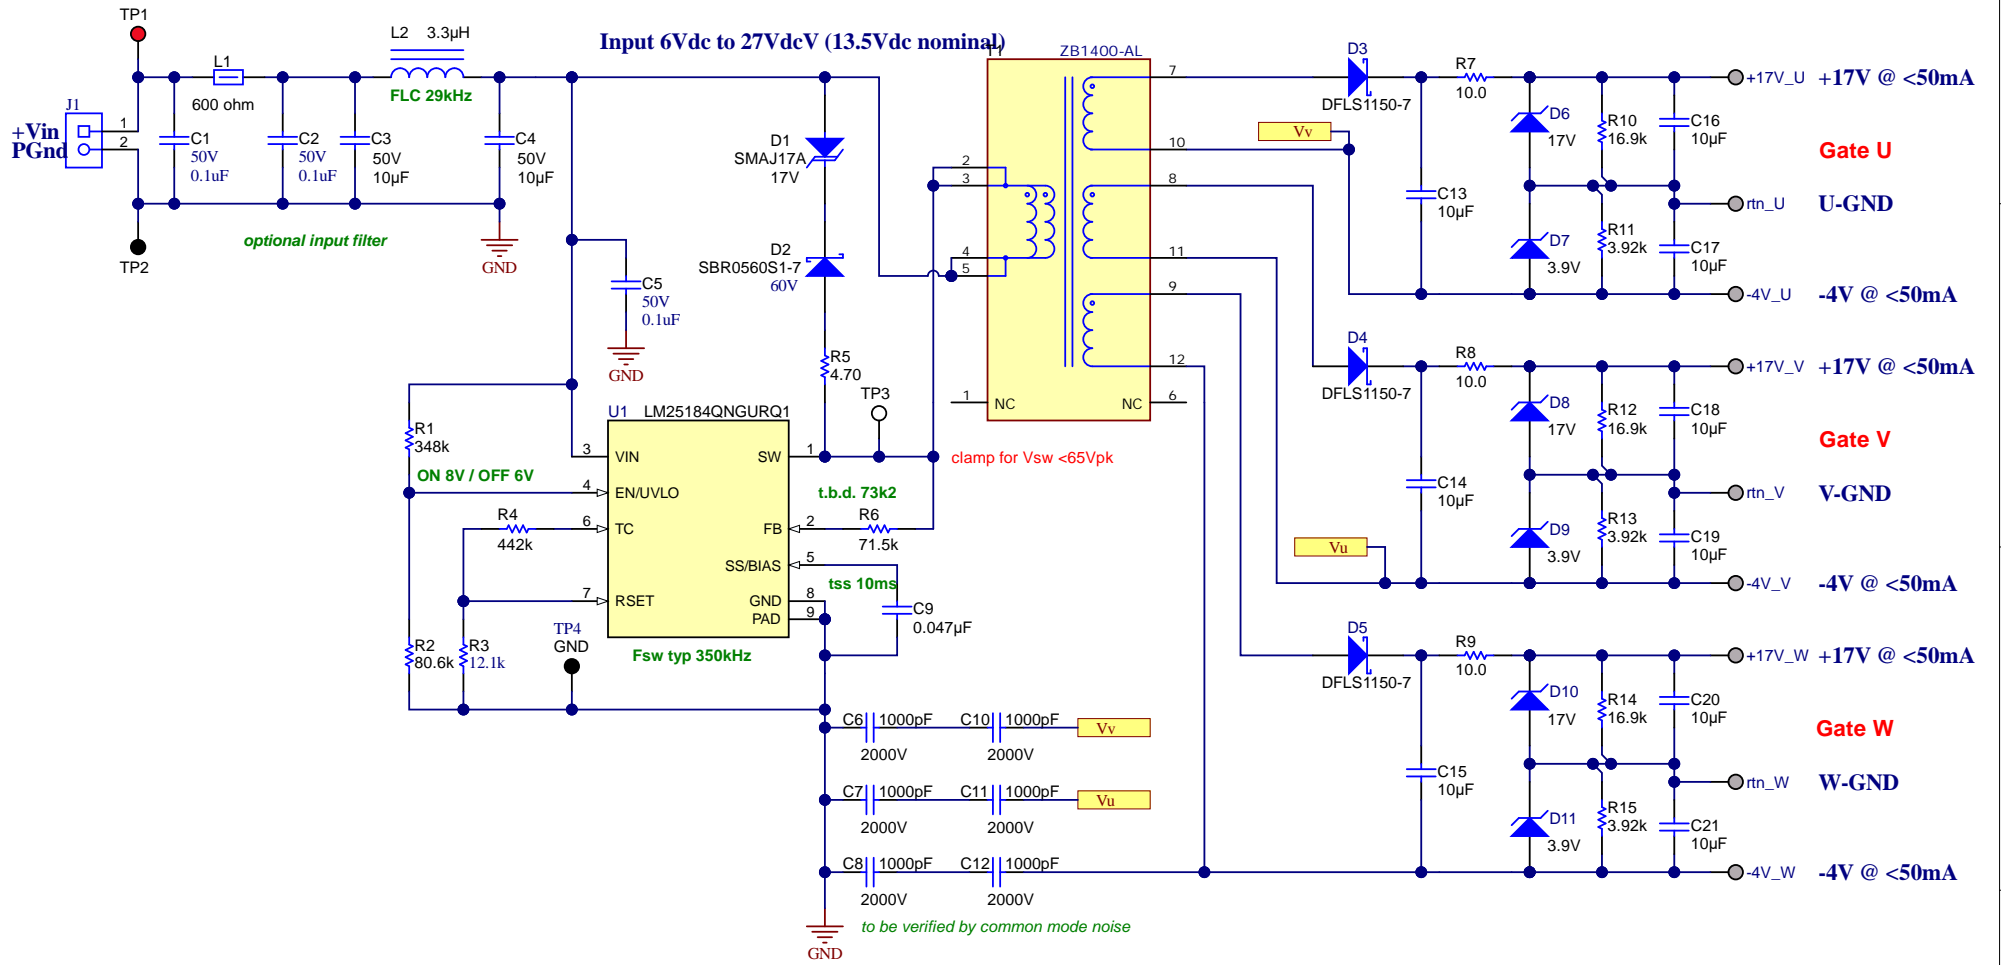 TP1
L2 3.3µH
Input 6Vdc to 27VdcV (13.5Vdc nominal)
T1
ZB1400-AL
L1
600 ohm
FLC 29kHz
J1
+Vin
PGnd
1
2
C1
50V
0.1uF
C2
50V
0.1uF
C3
50V
10µF
C4
50V
10µF
optional input filter
TP2
GND
C5
50V
0.1uF
GND
D1
SMAJ17A
17V
D2
SBR0560S1-7
60V
R5
4.70
TP3
2
3
4
5
1
NC
7
10
8
11
9
12
6
NC
clamp for Vsw <65Vpk
U1 LM25184QNGURQ1
R1
348k
ON 8V / OFF 6V
3 VIN
4 EN/UVLO
6 TC
7 RSET
SW 1
FB 2
SS/BIAS 5
GND 8
PAD 9
R4
442k
t.b.d. 73k2
R6
71.5k
tss 10ms
C9
0.047µF
R2
80.6k
R3
12.1k
TP4
GND
Fsw typ 350kHz
C6 1000pF
2000V
C10 1000pF
2000V
Vv
C7 1000pF
2000V
C11 1000pF
2000V
Vu
C8 1000pF
2000V
C12 1000pF
2000V
to be verified by common mode noise
GND
D3
DFLS1150-7
R7
10.0
Vv
C13
10µF
D6
17V
R10
16.9k
C16
10µF
D7
3.9V
R11
3.92k
C17
10µF
+17V_U +17V @ <50mA
Gate U
rtn_U U-GND
-4V_U -4V @ <50mA
D4
DFLS1150-7
R8
10.0
C14
10µF
Vu
D8
17V
R12
16.9k
C18
10µF
D9
3.9V
R13
3.92k
C19
10µF
+17V_V +17V @ <50mA
Gate V
rtn_V V-GND
-4V_V -4V @ <50mA
D5
DFLS1150-7
R9
10.0
C15
10µF
D10
17V
R14
16.9k
C20
10µF
D11
3.9V
R15
3.92k
C21
10µF
+17V_W +17V @ <50mA
Gate W
rtn_W W-GND
-4V_W -4V @ <50mA